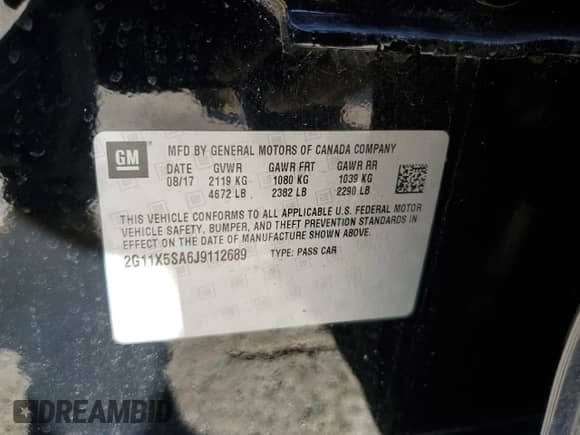 GM
MFD BY GENERAL MOTORS OF CANADA COMPANY
DATE GVWR GAWR FRT GAWR RR
08/17 2119 KG 1080 KG 1039 KG
4672 LB 2382 LB 2290 LB
THIS VEHICLE CONFORMS TO ALL APPLICABLE U.S. FEDERAL MOTOR
VEHICLE SAFETY, BUMPER, AND THEFT PREVENTION STANDARDS IN
EFFECT ON THE DATE OF MANUFACTURE SHOWN ABOVE.
2G11X5SA6J9112689 TYPE: PASS CAR
DREAMBID